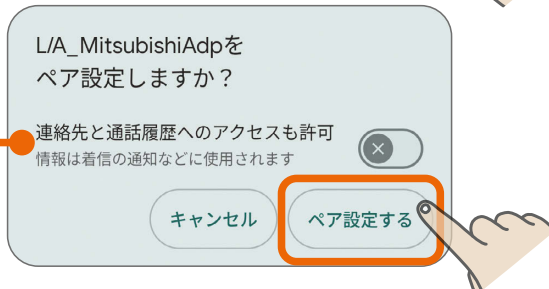 L/A_MitsubishiAdpを
ペア設定しますか？
連絡先と通話履歴へのアクセスも許可
情報は着信の通知などに使用されます
キャンセル
ペア設定する